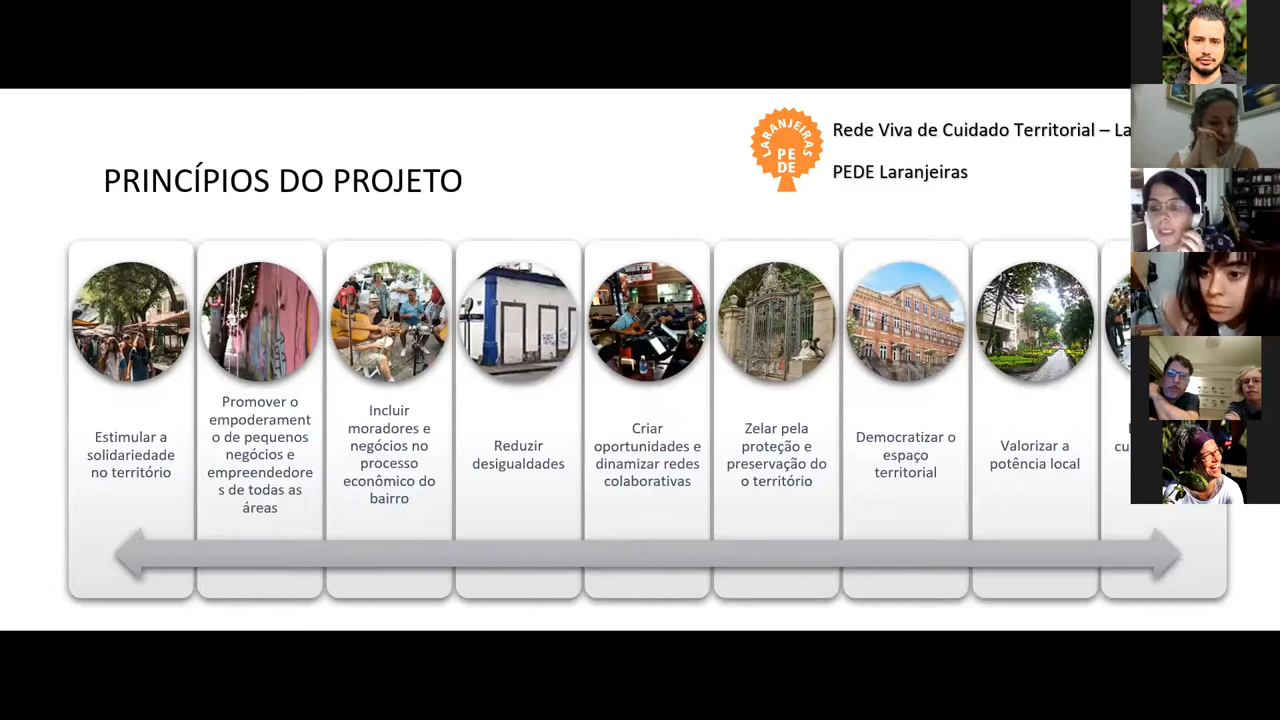 Rede Viva de Cuidado Territorial – La
PEDE Laranjeiras
LARANJEIRAS
PE
DE
PRINCÍPIOS DO PROJETO
Estimular a
solidariedade
no território
Promover o
empoderament
o de pequenos
negócios e
empreendedore
s de todas as
áreas
Incluir
moradores e
negócios no
processo
econômico do
bairro
Reduzir
desigualdades
Criar
oportunidades e
dinamizar redes
colaborativas
Zelar pela
proteção e
preservação do
o território
Democratizar o
espaço
territorial
Valorizar a
potência local